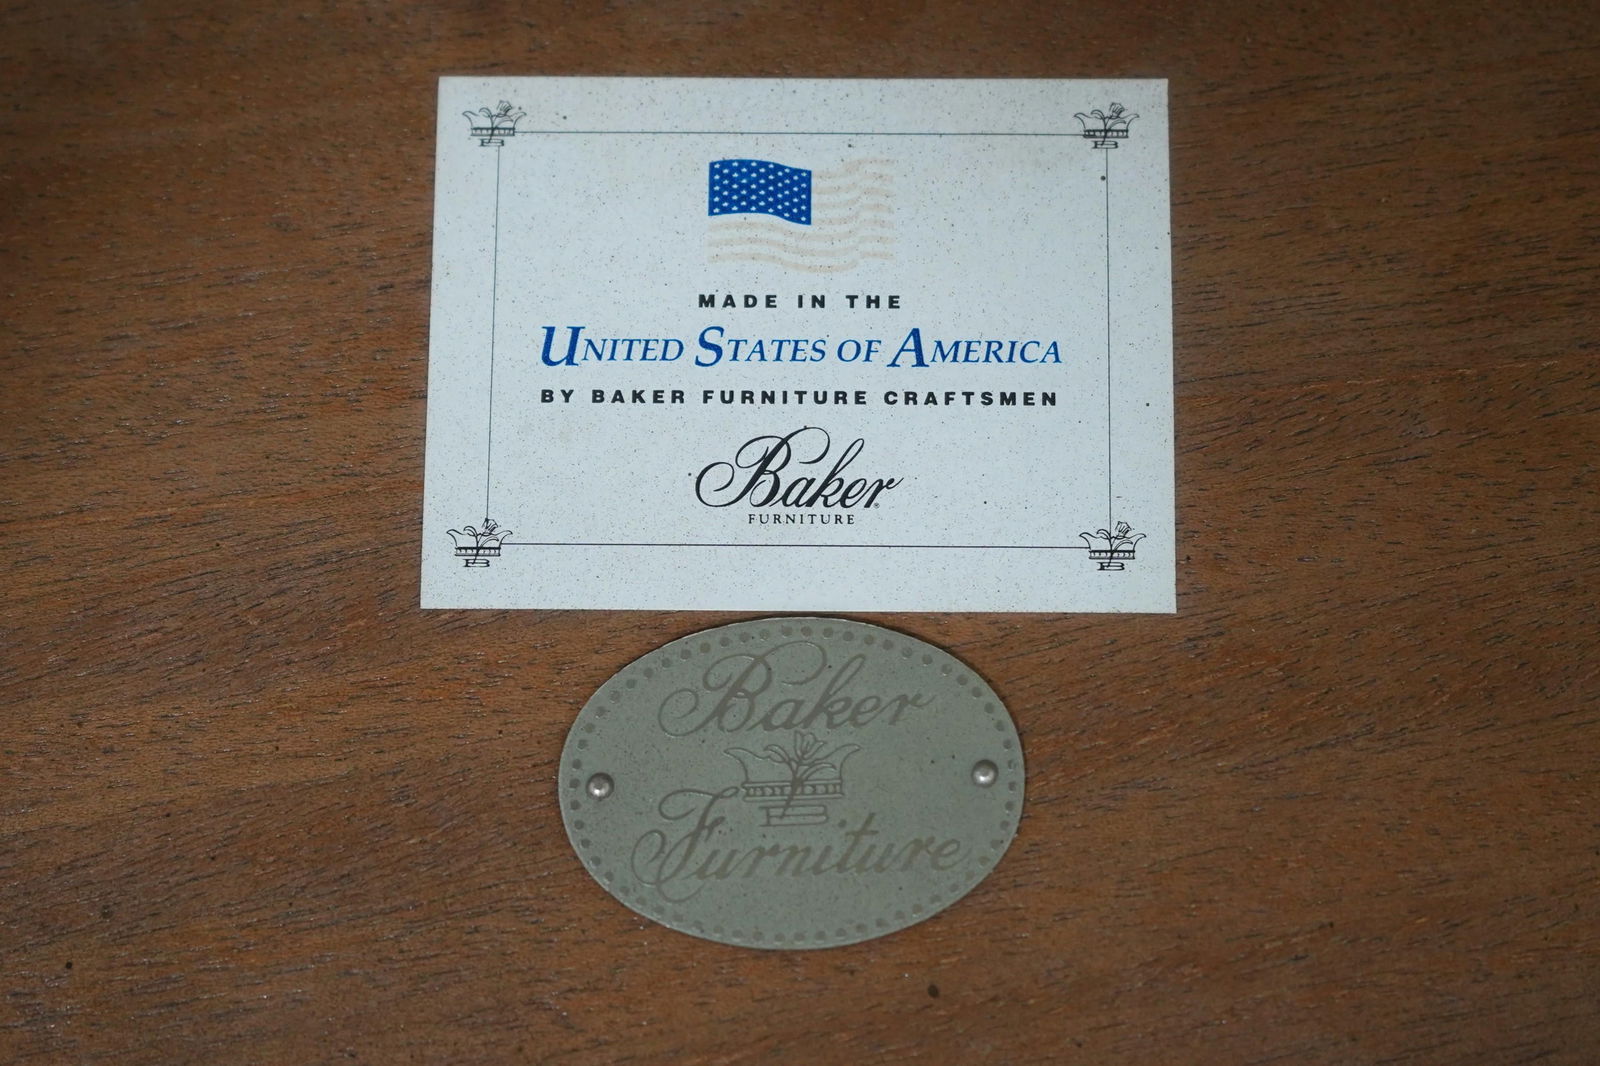 MADE IN THE
UNITED STATES OF AMERICA
BY BAKER FURNITURE CRAFTSMEN
Baker®
FURNITURE
Baker
Furniture